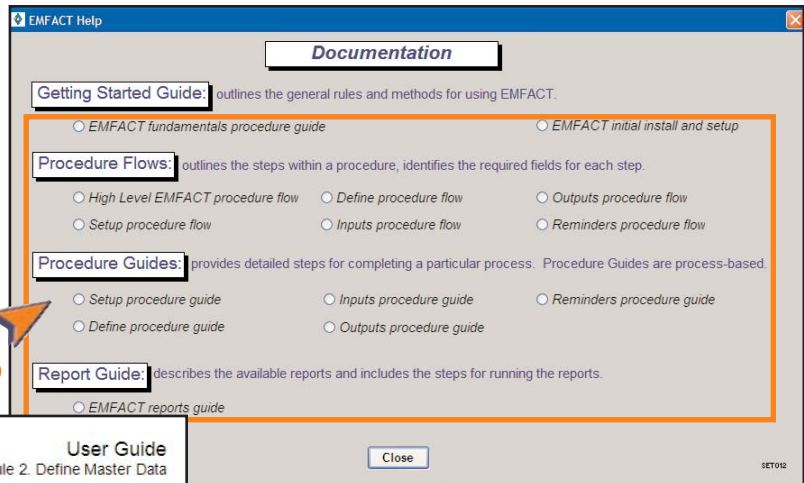 EMFACT Help
Documentation
Getting Started Guide: outlines the general rules and methods for using EMFACT.
EMFACT fundamentals procedure guide EMFACT initial install and setup
Procedure Flows: outlines the steps within a procedure, identifies the required fields for each step.
High Level EMFACT procedure flow Define procedure flow Outputs procedure flow
Setup procedure flow Inputs procedure flow Reminders procedure flow
Procedure Guides: provides detailed steps for completing a particular process. Procedure Guides are process-based.
Setup procedure guide Inputs procedure guide Reminders procedure guide
Define procedure guide Outputs procedure guide
Report Guide: describes the available reports and includes the steps for running the reports.
EMFACT reports guide
Close
SET012
User Guide
2. Define Master Data